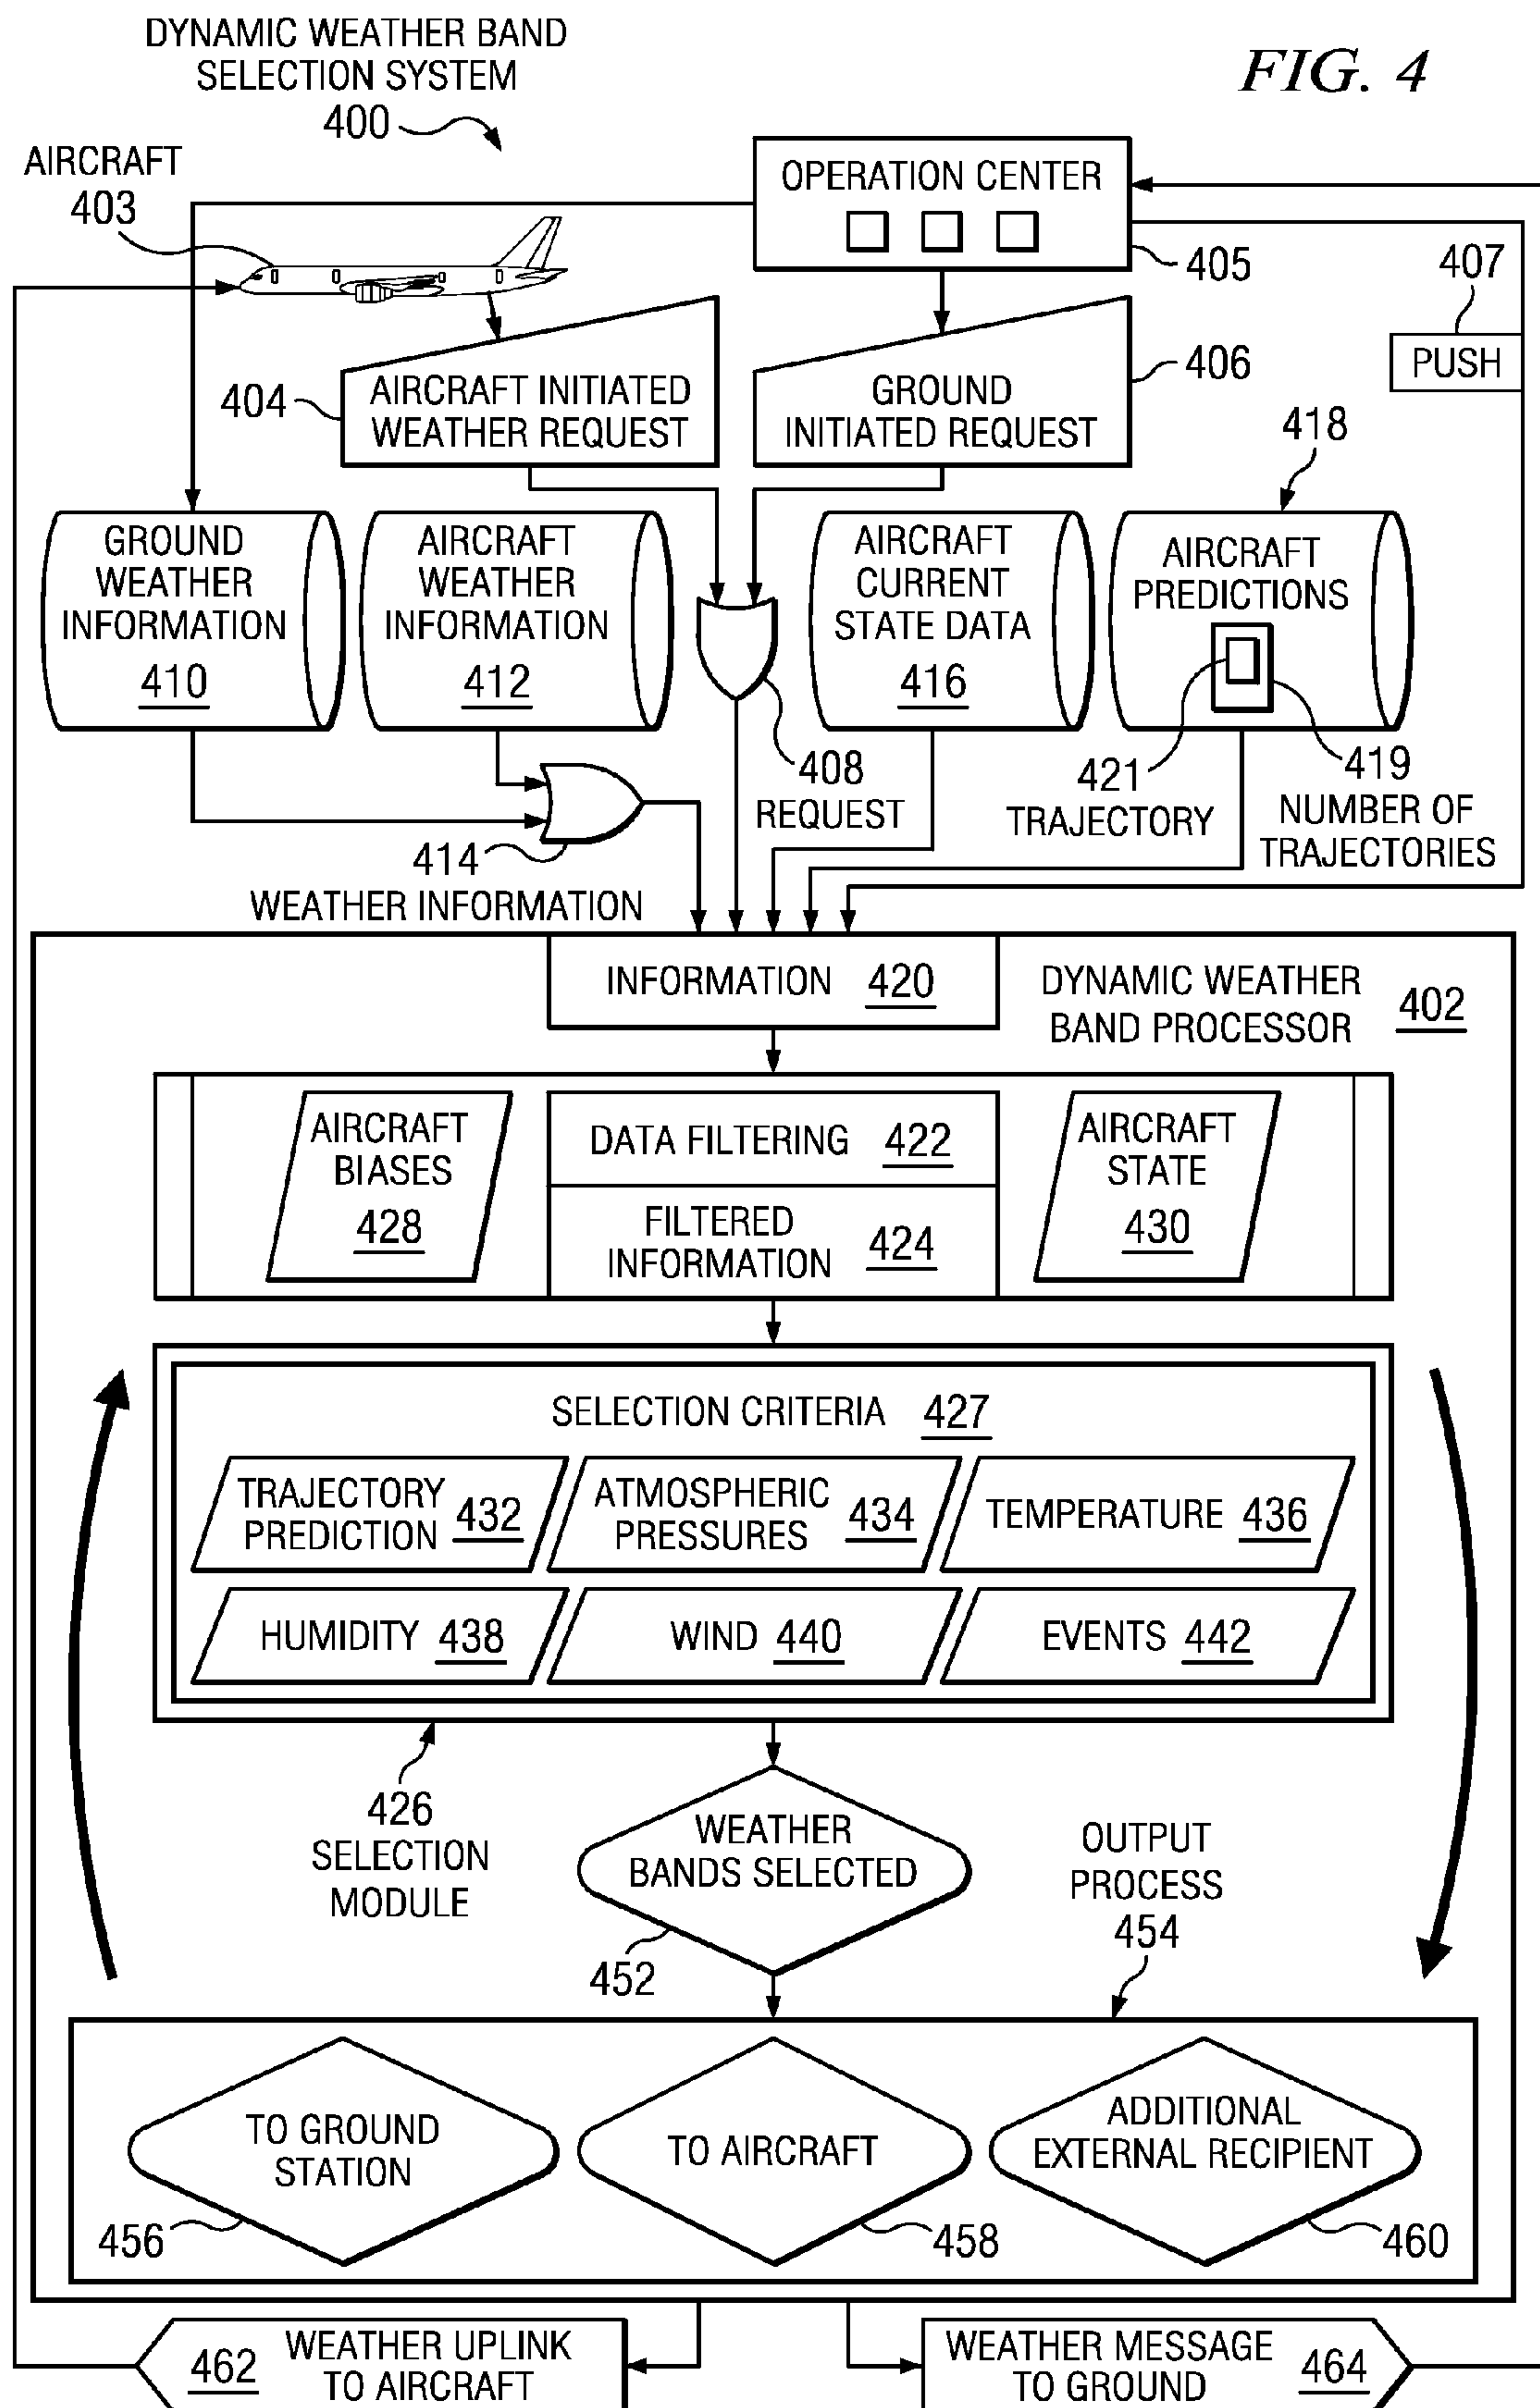 DYNAMIC WEATHER BAND
SELECTION SYSTEM
400
FIG. 4
AIRCRAFT
403
OPERATION CENTER
405
407
PUSH
404
AIRCRAFT INITIATED
WEATHER REQUEST
GROUND
INITIATED REQUEST
406
418
GROUND
WEATHER
INFORMATION
410
AIRCRAFT
WEATHER
INFORMATION
412
AIRCRAFT
CURRENT
STATE DATA
416
AIRCRAFT
PREDICTIONS
408
REQUEST
421
TRAJECTORY
419
NUMBER OF
TRAJECTORIES
414
WEATHER INFORMATION
INFORMATION 420
DYNAMIC WEATHER
BAND PROCESSOR 402
AIRCRAFT
BIASES
428
DATA FILTERING 422
FILTERED
INFORMATION 424
AIRCRAFT
STATE
430
SELECTION CRITERIA 427
TRAJECTORY
PREDICTION 432
ATMOSPHERIC
PRESSURES 434
TEMPERATURE 436
HUMIDITY 438
WIND 440
EVENTS 442
426
SELECTION
MODULE
WEATHER
BANDS SELECTED
452
OUTPUT
PROCESS
454
TO GROUND
STATION
456
TO AIRCRAFT
458
ADDITIONAL
EXTERNAL RECIPIENT
460
462 WEATHER UPLINK
TO AIRCRAFT
WEATHER MESSAGE
TO GROUND 464